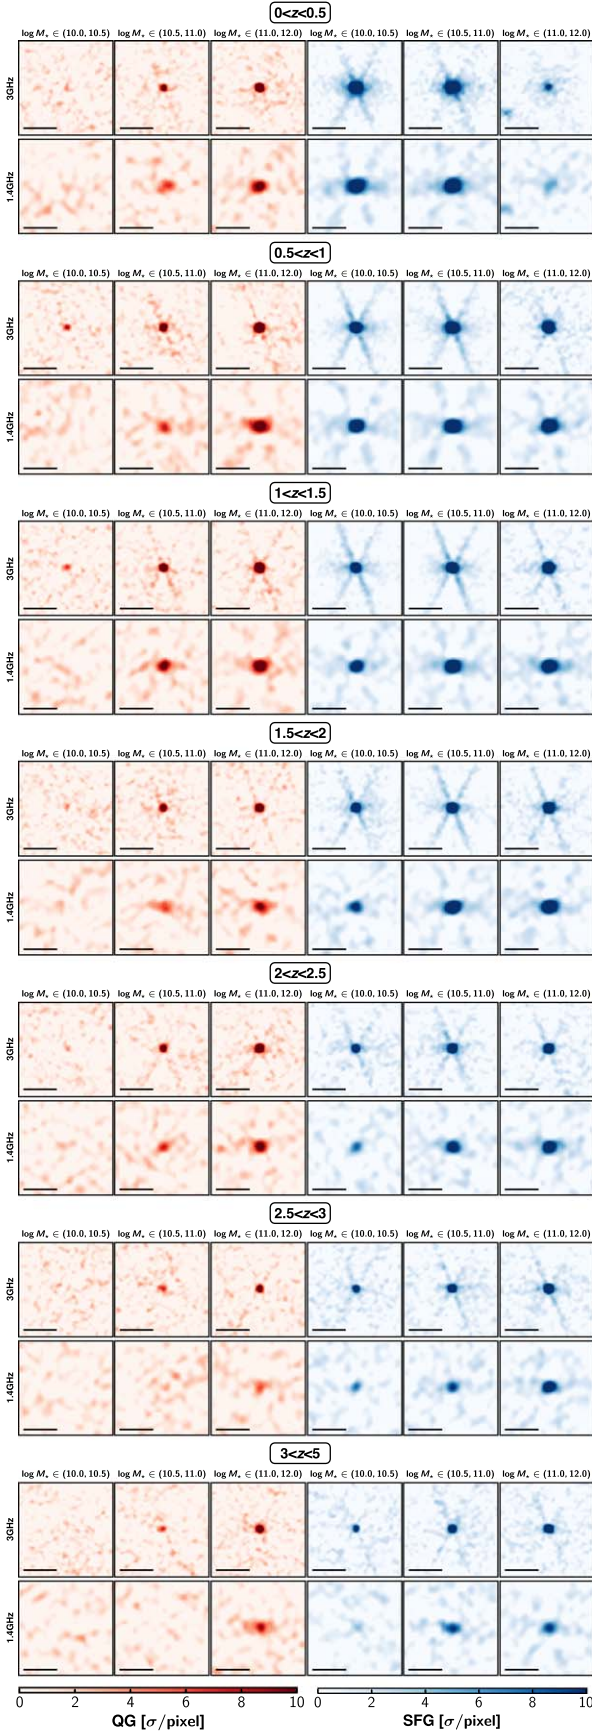 0<z<0.5
log M⋆ ∈ (10.0, 10.5) log M⋆ ∈ (10.5, 11.0) log M⋆ ∈ (11.0, 12.0) log M⋆ ∈ (10.0, 10.5) log M⋆ ∈ (10.5, 11.0) log M⋆ ∈ (11.0, 12.0)
3GHz
1.4GHz
0.5<z<1
log M⋆ ∈ (10.0, 10.5) log M⋆ ∈ (10.5, 11.0) log M⋆ ∈ (11.0, 12.0) log M⋆ ∈ (10.0, 10.5) log M⋆ ∈ (10.5, 11.0) log M⋆ ∈ (11.0, 12.0)
3GHz
1.4GHz
1<z<1.5
log M⋆ ∈ (10.0, 10.5) log M⋆ ∈ (10.5, 11.0) log M⋆ ∈ (11.0, 12.0) log M⋆ ∈ (10.0, 10.5) log M⋆ ∈ (10.5, 11.0) log M⋆ ∈ (11.0, 12.0)
3GHz
1.4GHz
1.5<z<2
log M⋆ ∈ (10.0, 10.5) log M⋆ ∈ (10.5, 11.0) log M⋆ ∈ (11.0, 12.0) log M⋆ ∈ (10.0, 10.5) log M⋆ ∈ (10.5, 11.0) log M⋆ ∈ (11.0, 12.0)
3GHz
1.4GHz
2<z<2.5
log M⋆ ∈ (10.0, 10.5) log M⋆ ∈ (10.5, 11.0) log M⋆ ∈ (11.0, 12.0) log M⋆ ∈ (10.0, 10.5) log M⋆ ∈ (10.5, 11.0) log M⋆ ∈ (11.0, 12.0)
3GHz
1.4GHz
2.5<z<3
log M⋆ ∈ (10.0, 10.5) log M⋆ ∈ (10.5, 11.0) log M⋆ ∈ (11.0, 12.0) log M⋆ ∈ (10.0, 10.5) log M⋆ ∈ (10.5, 11.0) log M⋆ ∈ (11.0, 12.0)
3GHz
1.4GHz
3<z<5
log M⋆ ∈ (10.0, 10.5) log M⋆ ∈ (10.5, 11.0) log M⋆ ∈ (11.0, 12.0) log M⋆ ∈ (10.0, 10.5) log M⋆ ∈ (10.5, 11.0) log M⋆ ∈ (11.0, 12.0)
3GHz
1.4GHz
0 2 4 6 8 10 2 4 6 8 10
QG [σ/pixel] SFG [σ/pixel]